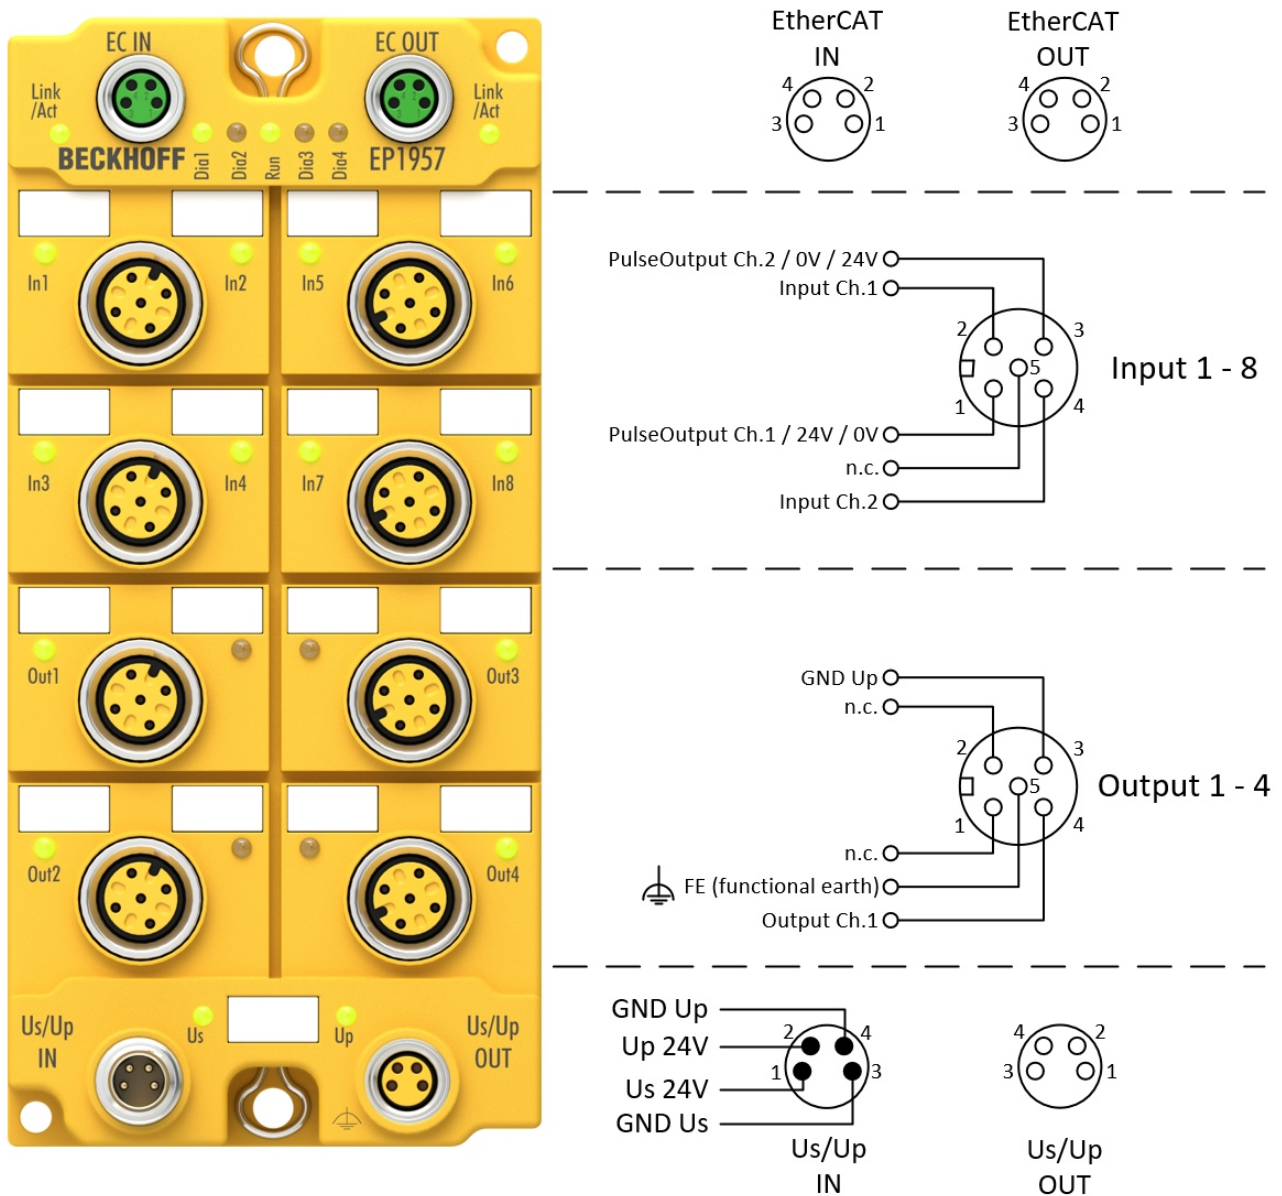 EC IN
EC OUT
Link
/Act
Link
/Act
BECKHOFF
Dia1
Dia2
Run
Dia3
Dia4
EP1957
In1
In2
In5
In6
In3
In4
In7
In8
Out1
Out3
Out2
Out4
Us/Up
IN
Us
Up
Us/Up
OUT
EtherCAT
IN
4
2
3
1
EtherCAT
OUT
4
2
3
1
PulseOutput Ch.2 / 0V / 24V
Input Ch.1
2
3
5
1
4
Input 1 - 8
PulseOutput Ch.1 / 24V / 0V
n.c.
Input Ch.2
GND Up
n.c.
2
3
5
1
4
Output 1 - 4
n.c.
FE (functional earth)
Output Ch.1
GND Up
Up 24V
Us 24V
GND Us
2
4
1
3
Us/Up
IN
4
2
3
1
Us/Up
OUT